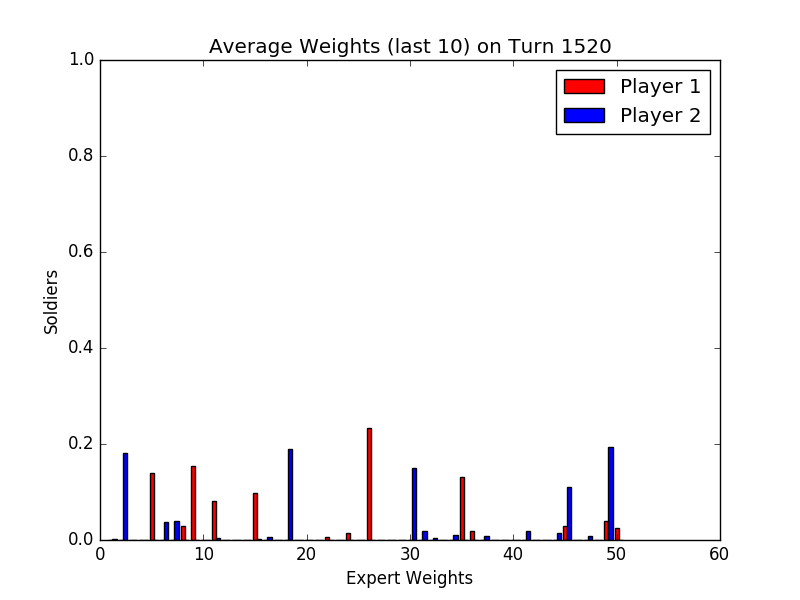 Average Weights (last 10) on Turn 1520
1.0
0.8
0.6
0.4
0.2
0.0
Soldiers
0 10 20 30 40 50 60
Expert Weights
Player 1
Player 2